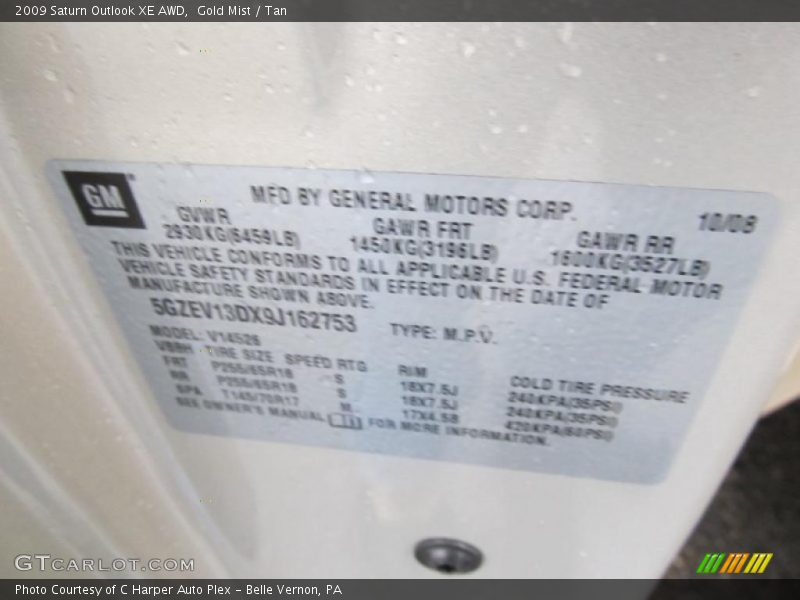 2009 Saturn Outlook XE AWD,  Gold Mist / Tan
GM
MFD BY GENERAL MOTORS CORP.
10/08
GVWR GAWR FRT GAWR RR
2930KG(6459LB) 1450KG(3196LB) 1600KG(3527LB)
THIS VEHICLE CONFORMS TO ALL APPLICABLE U.S. FEDERAL MOTOR
VEHICLE SAFETY STANDARDS IN EFFECT ON THE DATE OF
MANUFACTURE SHOWN ABOVE.
5GZEV13DX9J162753 TYPE: M.P.V.
MODEL: V14526
TIRE SIZE SPEED RTG RIM COLD TIRE PRESSURE
FRT P255/65R18 S 18X7.5J 240KPA(35PSI)
RR P255/65R18 S 18X7.5J 240KPA(35PSI)
SPA T145/70R17 M 17X4.5B 420KPA(60PSI)
SEE OWNER'S MANUAL FOR MORE INFORMATION.
GTCARLOT.COM
Photo Courtesy of C Harper Auto Plex - Belle Vernon, PA